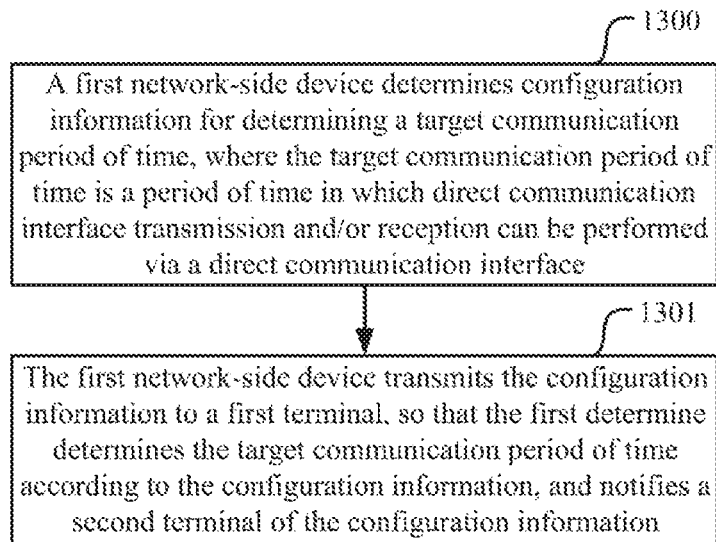 1300
A first network-side device determines configuration
information for determining a target communication
period of time, where the target communication period of
time is a period of time in which direct communication
interface transmission and/or reception can be performed
via a direct communication interface
1301
The first network-side device transmits the configuration
information to a first terminal, so that the first determine
determines the target communication period of time
according to the configuration information, and notifies a
second terminal of the configuration information